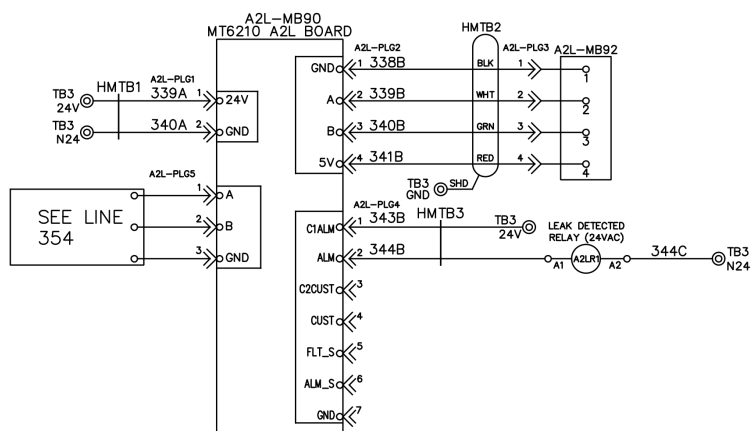 A2L-MB90
MT6210 A2L BOARD
HMTB2
A2L-PLG2
A2L-PLG3
A2L-MB92
GND 1 338B BLK 1 1
A 2 339B WHT 2 2
B 3 340B GRN 3 3
5V 4 341B RED 4 4
TB3
GND
SHD
HMTB1
A2L-PLG1
TB3
24V
339A 1 24V
TB3
N24
340A 2 GND
A2L-PLG5
SEE LINE
354
1 A
2 B
3 GND
A2L-PLG4
HMTB3
C1ALM 1 343B
TB3
24V
ALM 2 344B
LEAK DETECTED
RELAY (24VAC)
A1 A2LR1 A2
344C
TB3
N24
C2CUST 3
CUST 4
FLT_S 5
ALM_S 6
GND 7